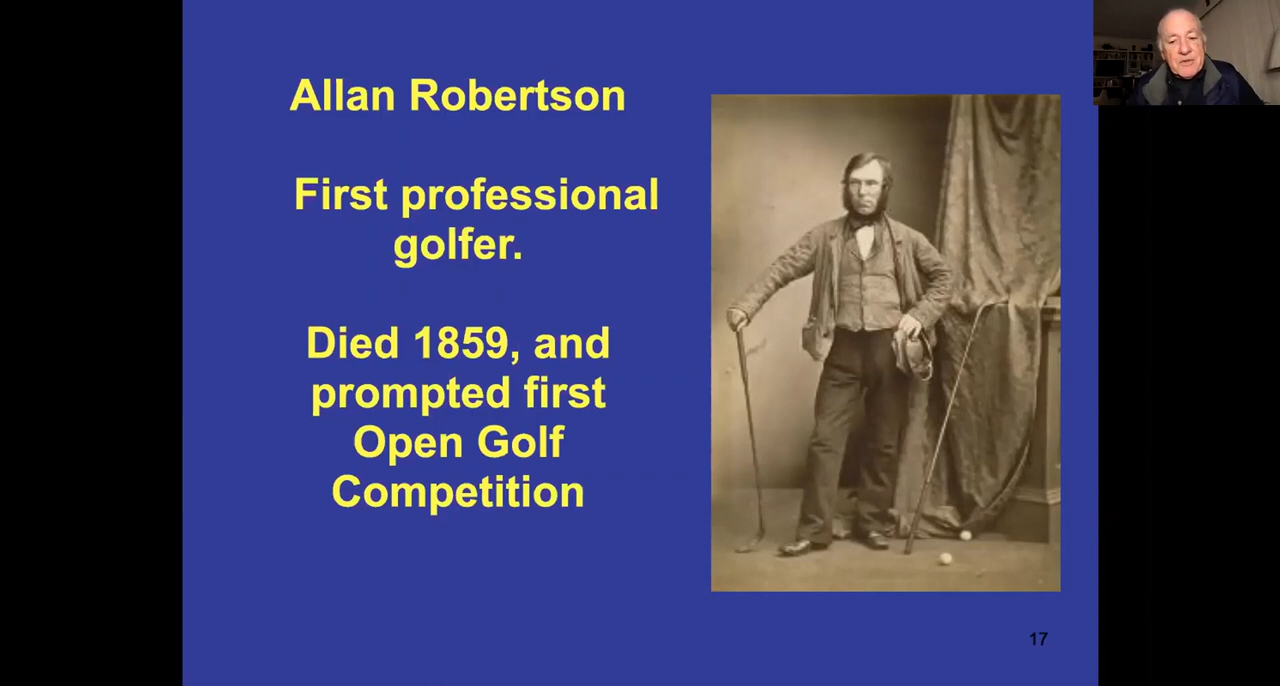 Allan Robertson
First professional
golfer.
Died 1859, and
prompted first
Open Golf
Competition
17